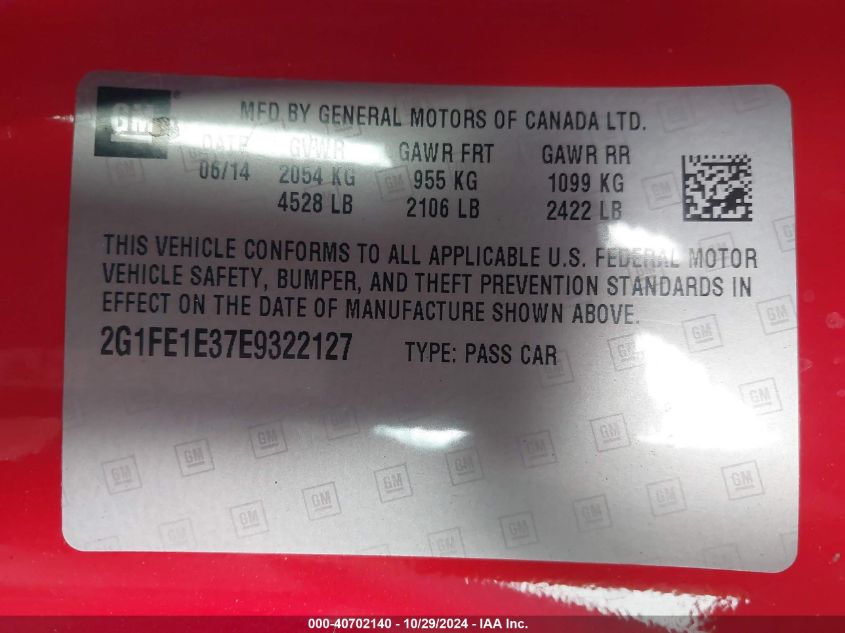 GM
MFD BY GENERAL MOTORS OF CANADA LTD.
DATE GVWR GAWR FRT GAWR RR
06/14 2054 KG 955 KG 1099 KG
4528 LB 2106 LB 2422 LB
THIS VEHICLE CONFORMS TO ALL APPLICABLE U.S. FEDERAL MOTOR
VEHICLE SAFETY, BUMPER, AND THEFT PREVENTION STANDARDS IN
EFFECT ON THE DATE OF MANUFACTURE SHOWN ABOVE.
2G1FE1E37E9322127 TYPE: PASS CAR
000-40702140 - 10/29/2024 - IAA Inc.